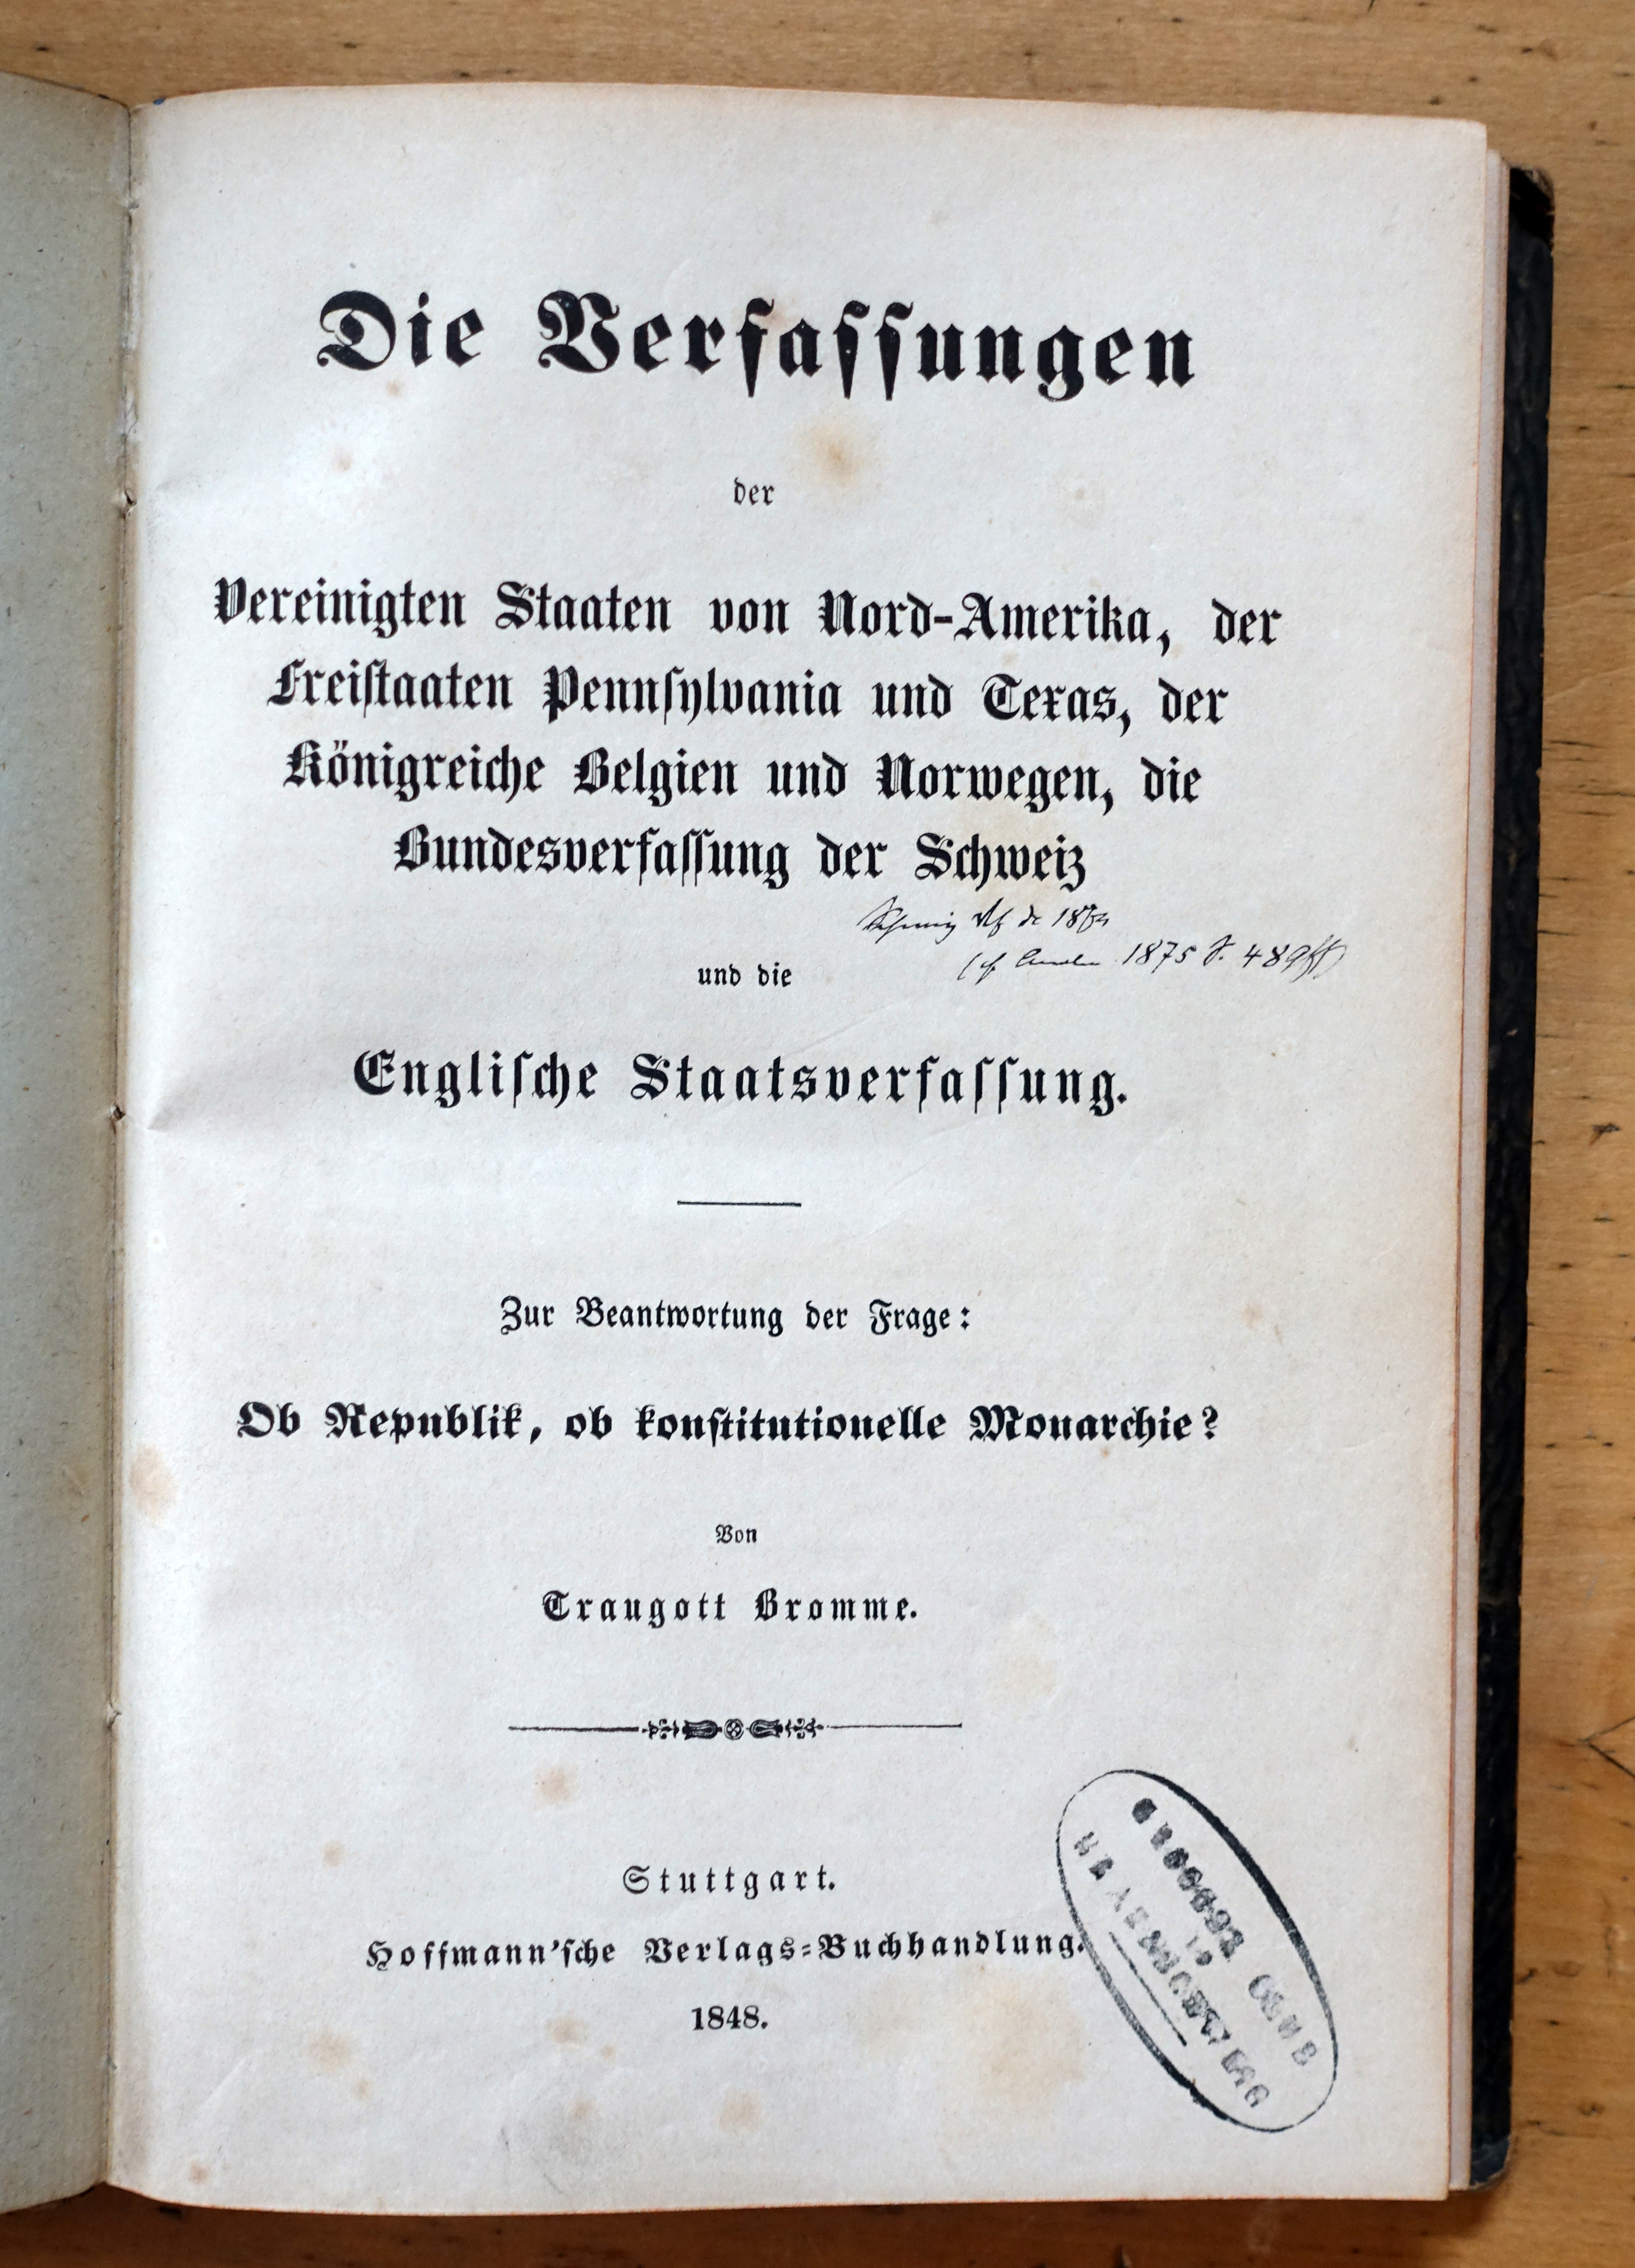 Die Verfassungen
der
Vereinigten Staaten von Nord-Amerika, der
Freistaaten Pennsylvania und Texas, der
Königreiche Belgien und Norwegen, die
Bundesverfassung der Schweiz
1875 S. 489ff)
und die
Englische Staatsverfassung.
Zur Beantwortung der Frage:
Ob Republik, ob konstitutionelle Monarchie?
Von
Traugott Bromme.
Stuttgart.
Hoffmann'sche Verlags-Buchhandlung.
1848.